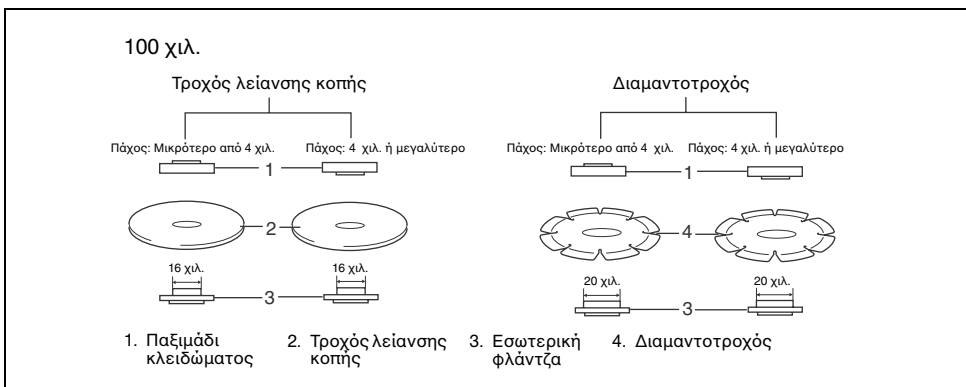 100 χιλ.
Τροχός λείανσης κοπής
Διαμαντοτροχός
Πάχος: Μικρότερο από 4 χιλ.
Πάχος: 4 χιλ. ή μεγαλύτερο
Πάχος: Μικρότερο από 4 χιλ.
Πάχος: 4 χιλ. ή μεγαλύτερο
1
1
2
4
16 χιλ.
16 χιλ.
20 χιλ.
20 χιλ.
3
3
1. Παξιμάδι
κλειδώματος
2. Τροχός λείανσης
κοπής
3. Εσωτερική
φλάντζα
4. Διαμαντοτροχός